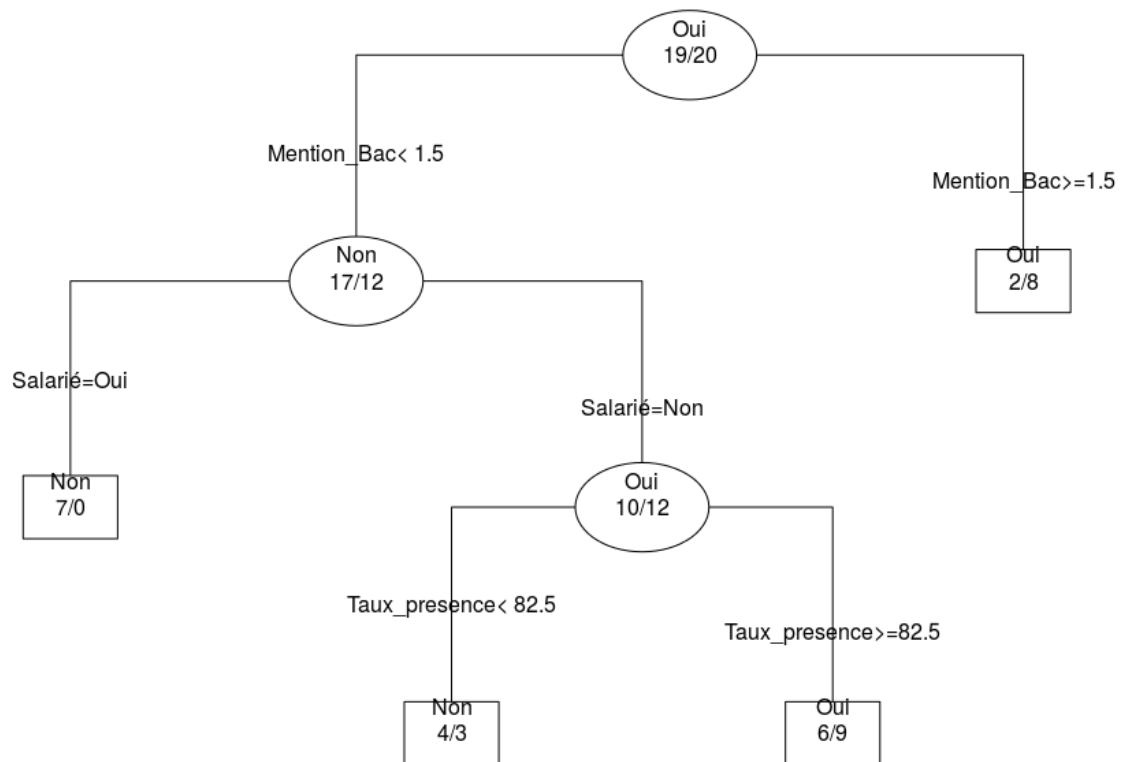 Oui
19/20
Mention_Bac< 1.5
Mention_Bac>=1.5
Non
17/12
Oui
2/8
Salarié=Oui
Salarié=Non
Non
7/0
Oui
10/12
Taux_presence< 82.5
Taux_presence>=82.5
Non
4/3
Oui
6/9